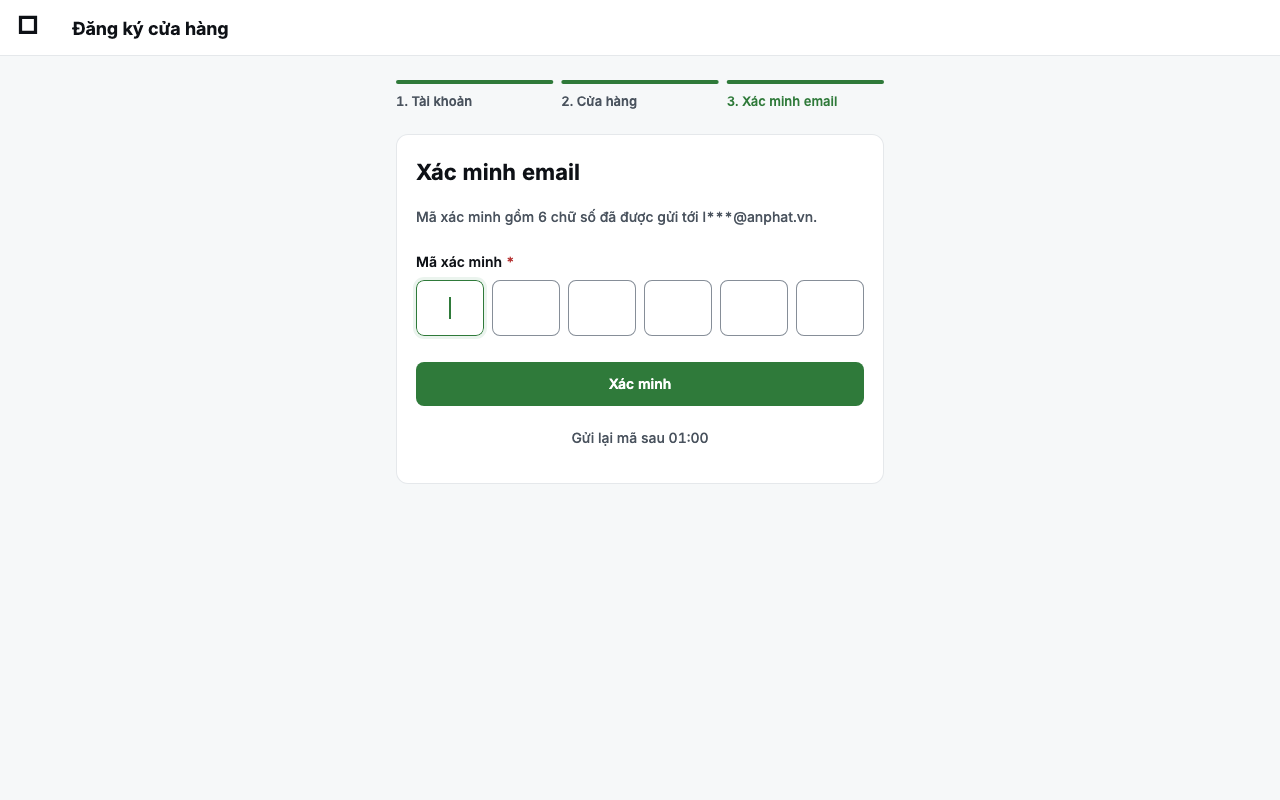 Đăng ký cửa hàng
1. Tài khoản
2. Cửa hàng
3. Xác minh email
Xác minh email
Mã xác minh gồm 6 chữ số đã được gửi tới l***@anphat.vn.
Mã xác minh *
Xác minh
Gửi lại mã sau 01:00